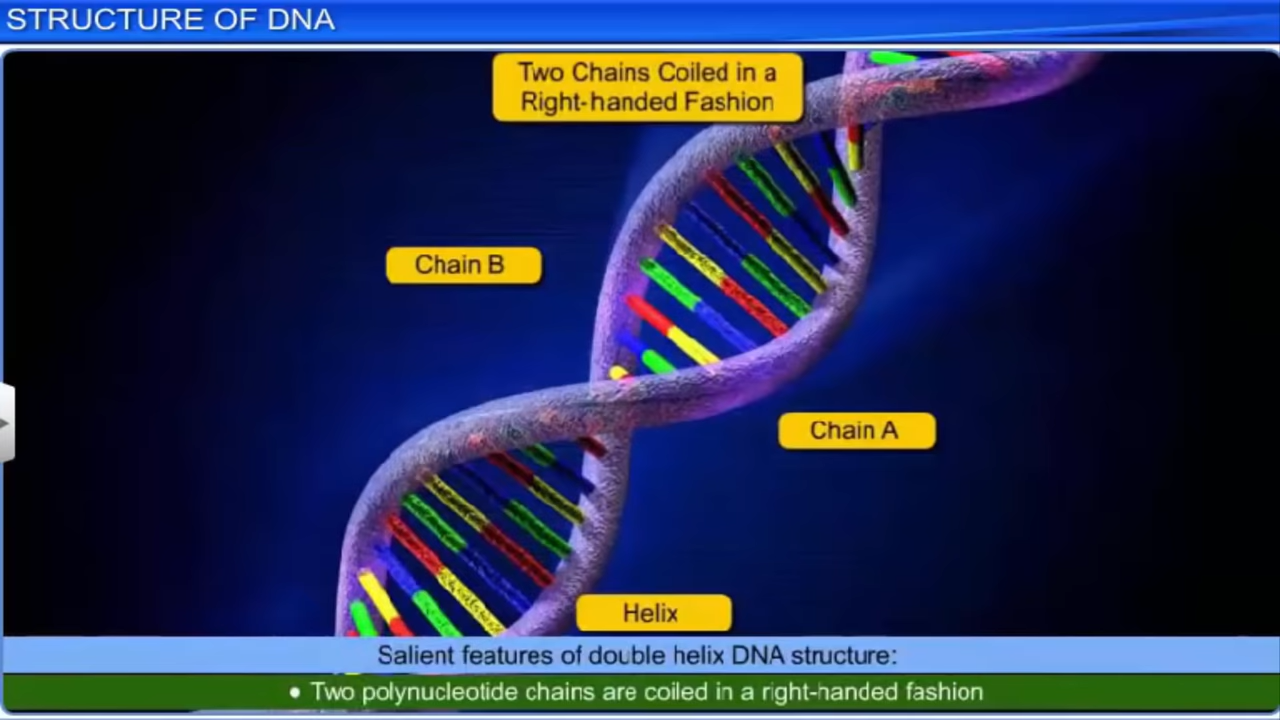 STRUCTURE OF DNA
Two Chains Coiled in a
Right-handed Fashion
Chain B
Chain A
Helix
Salient features of double helix DNA structure:
• Two polynucleotide chains are coiled in a right-handed fashion